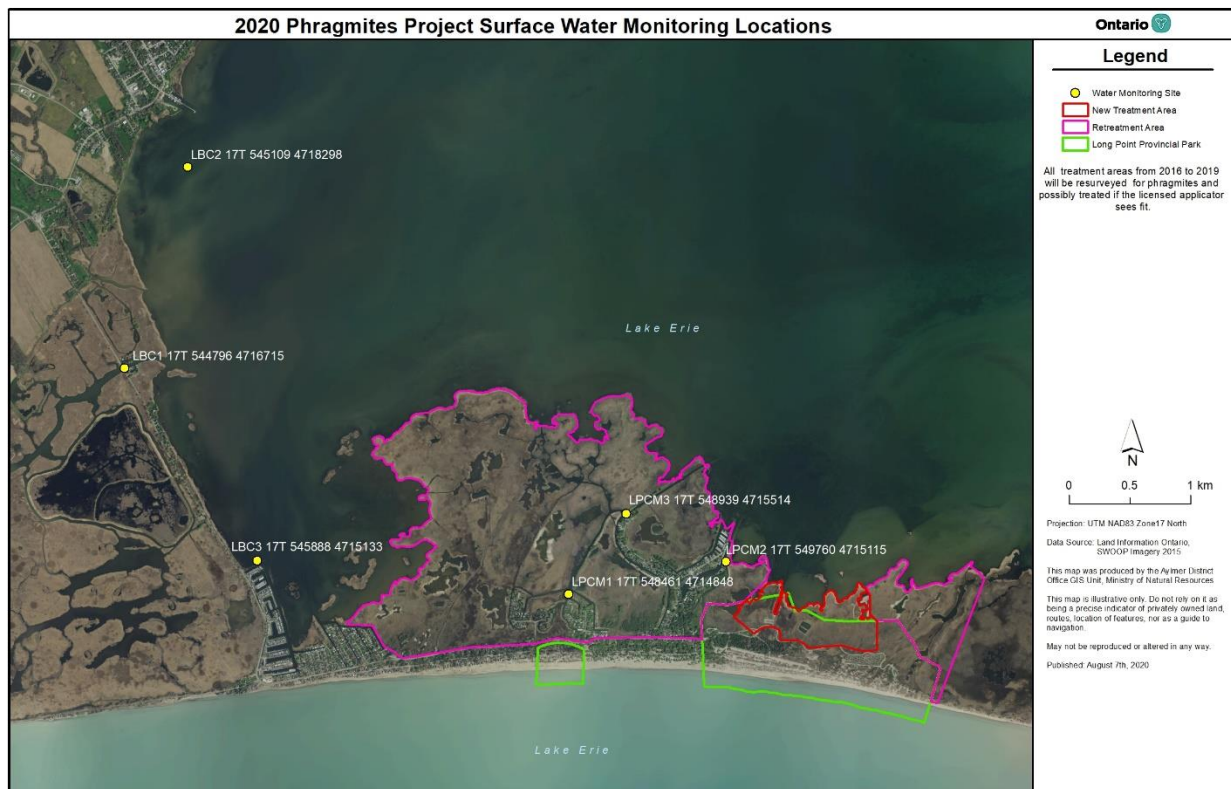 2020 Phragmites Project Surface Water Monitoring Locations
Ontario
Legend
Water Monitoring Site
New Treatment Area
Retreatment Area
Long Point Provincial Park
All treatment areas from 2016 to 2019
will be resurveyed for phragmites and
possibly treated if the licensed applicator
sees fit.
LBC2 17T 545109 4718298
Lake Erie
LBC1 17T 544796 4716715
LPCM3 17T 548939 4715514
LBC3 17T 545888 4715133
LPCM2 17T 549760 4715115
LPCM1 17T 548461 4714848
Lake Erie
N
0 0.5 1 km
Projection: UTM NAD83 Zone17 North
Data Source: Land Information Ontario,
SWOOP Imagery 2015
This map was produced by the Aylmer District
Office GIS Unit, Ministry of Natural Resources
This map is illustrative only. Do not rely on it as
being a precise indicator of privately owned land,
routes, location of features, nor as a guide to
navigation.
May not be reproduced or altered in any way.
Published: August 7th, 2020